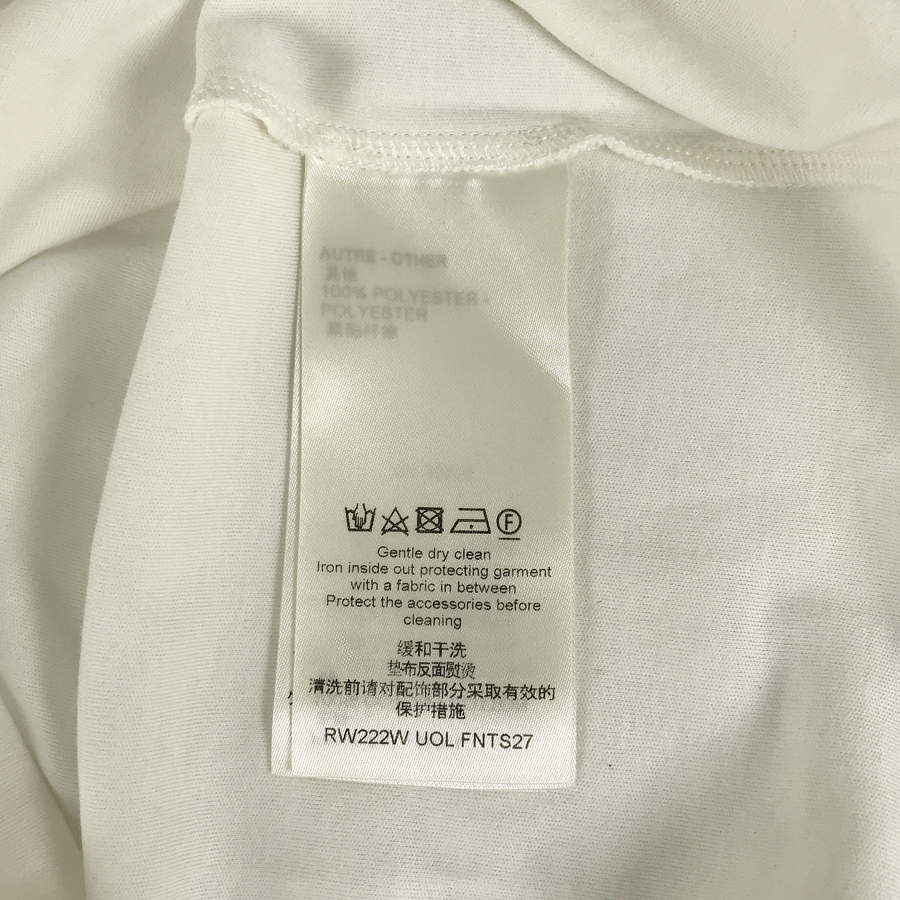 AUTRE - OTHER
其他
100% POLYESTER -
POLYESTER
聚酯纤维
F
Gentle dry clean
Iron inside out protecting garment
with a fabric in between
Protect the accessories before
cleaning
缓和干洗
垫布反面熨烫
清洗前请对配饰部分采取有效的
保护措施
RW222W UOL FNTS27